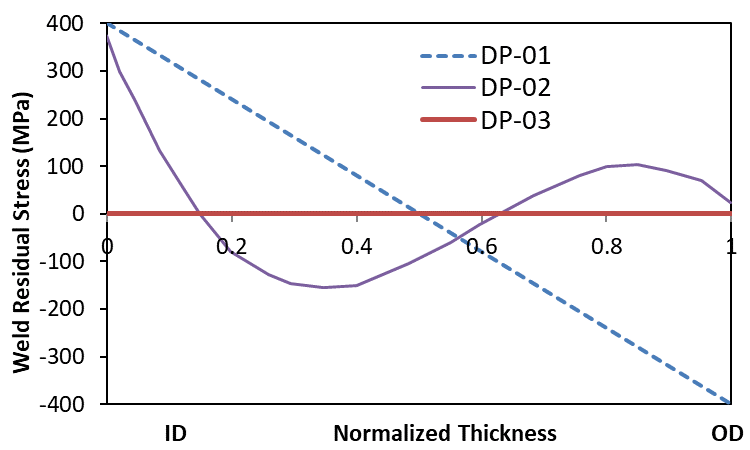 400
300
200
100
0
-100
-200
-300
-400
Weld Residual Stress (MPa)
DP-01
DP-02
DP-03
0 0.2 0.4 0.6 0.8 1
ID Normalized Thickness OD